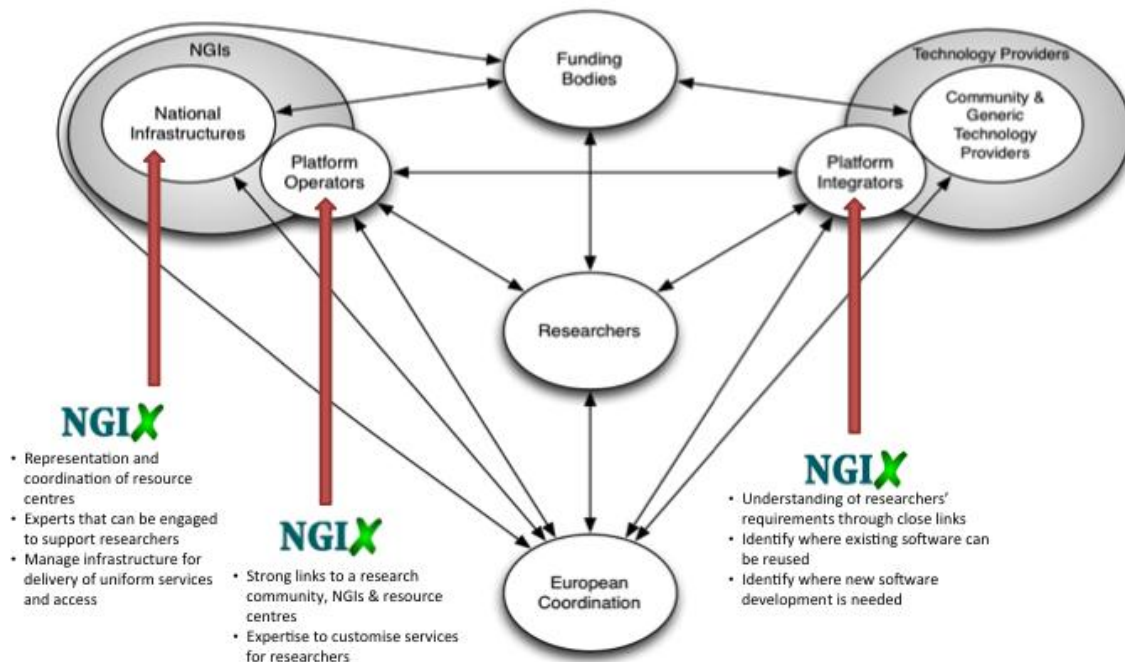 NGIs
National
Infrastructures
Platform
Operators
Funding
Bodies
Technology Providers
Community &
Generic
Technology
Providers
Platform
Integrators
Researchers
European
Coordination
NGIX
• Representation and
coordination of resource
centres
• Experts that can be engaged
to support researchers
• Manage infrastructure for
delivery of uniform services
and access
NGIX
• Strong links to a research
community, NGIs & resource
centres
• Expertise to customise services
for researchers
NGIX
• Understanding of researchers'
requirements through close links
• Identify where existing software can
be reused
• Identify where new software
development is needed